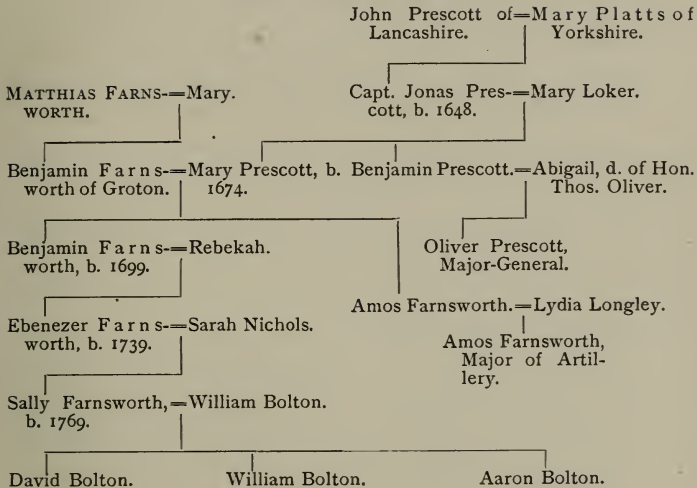 John Prescott of=Mary Platts of
Lancashire. Yorkshire.
MATTHIAS FARNS-=Mary. Capt. Jonas Pres-=Mary Loker.
WORTH. cott, b. 1648.
Benjamin Farns-=Mary Prescott, b. Benjamin Prescott.=Abigail, d. of Hon.
worth of Groton. 1674. Thos. Oliver.
Benjamin Farns-=Rebekah. Oliver Prescott,
worth, b. 1699. Major-General.
Amos Farnsworth.=Lydia Longley.
Ebenezer Farns-=Sarah Nichols.
worth, b. 1739. Amos Farnsworth,
Major of Artil-
lery.
Sally Farnsworth,=William Bolton.
b. 1769.
David Bolton. William Bolton. Aaron Bolton.